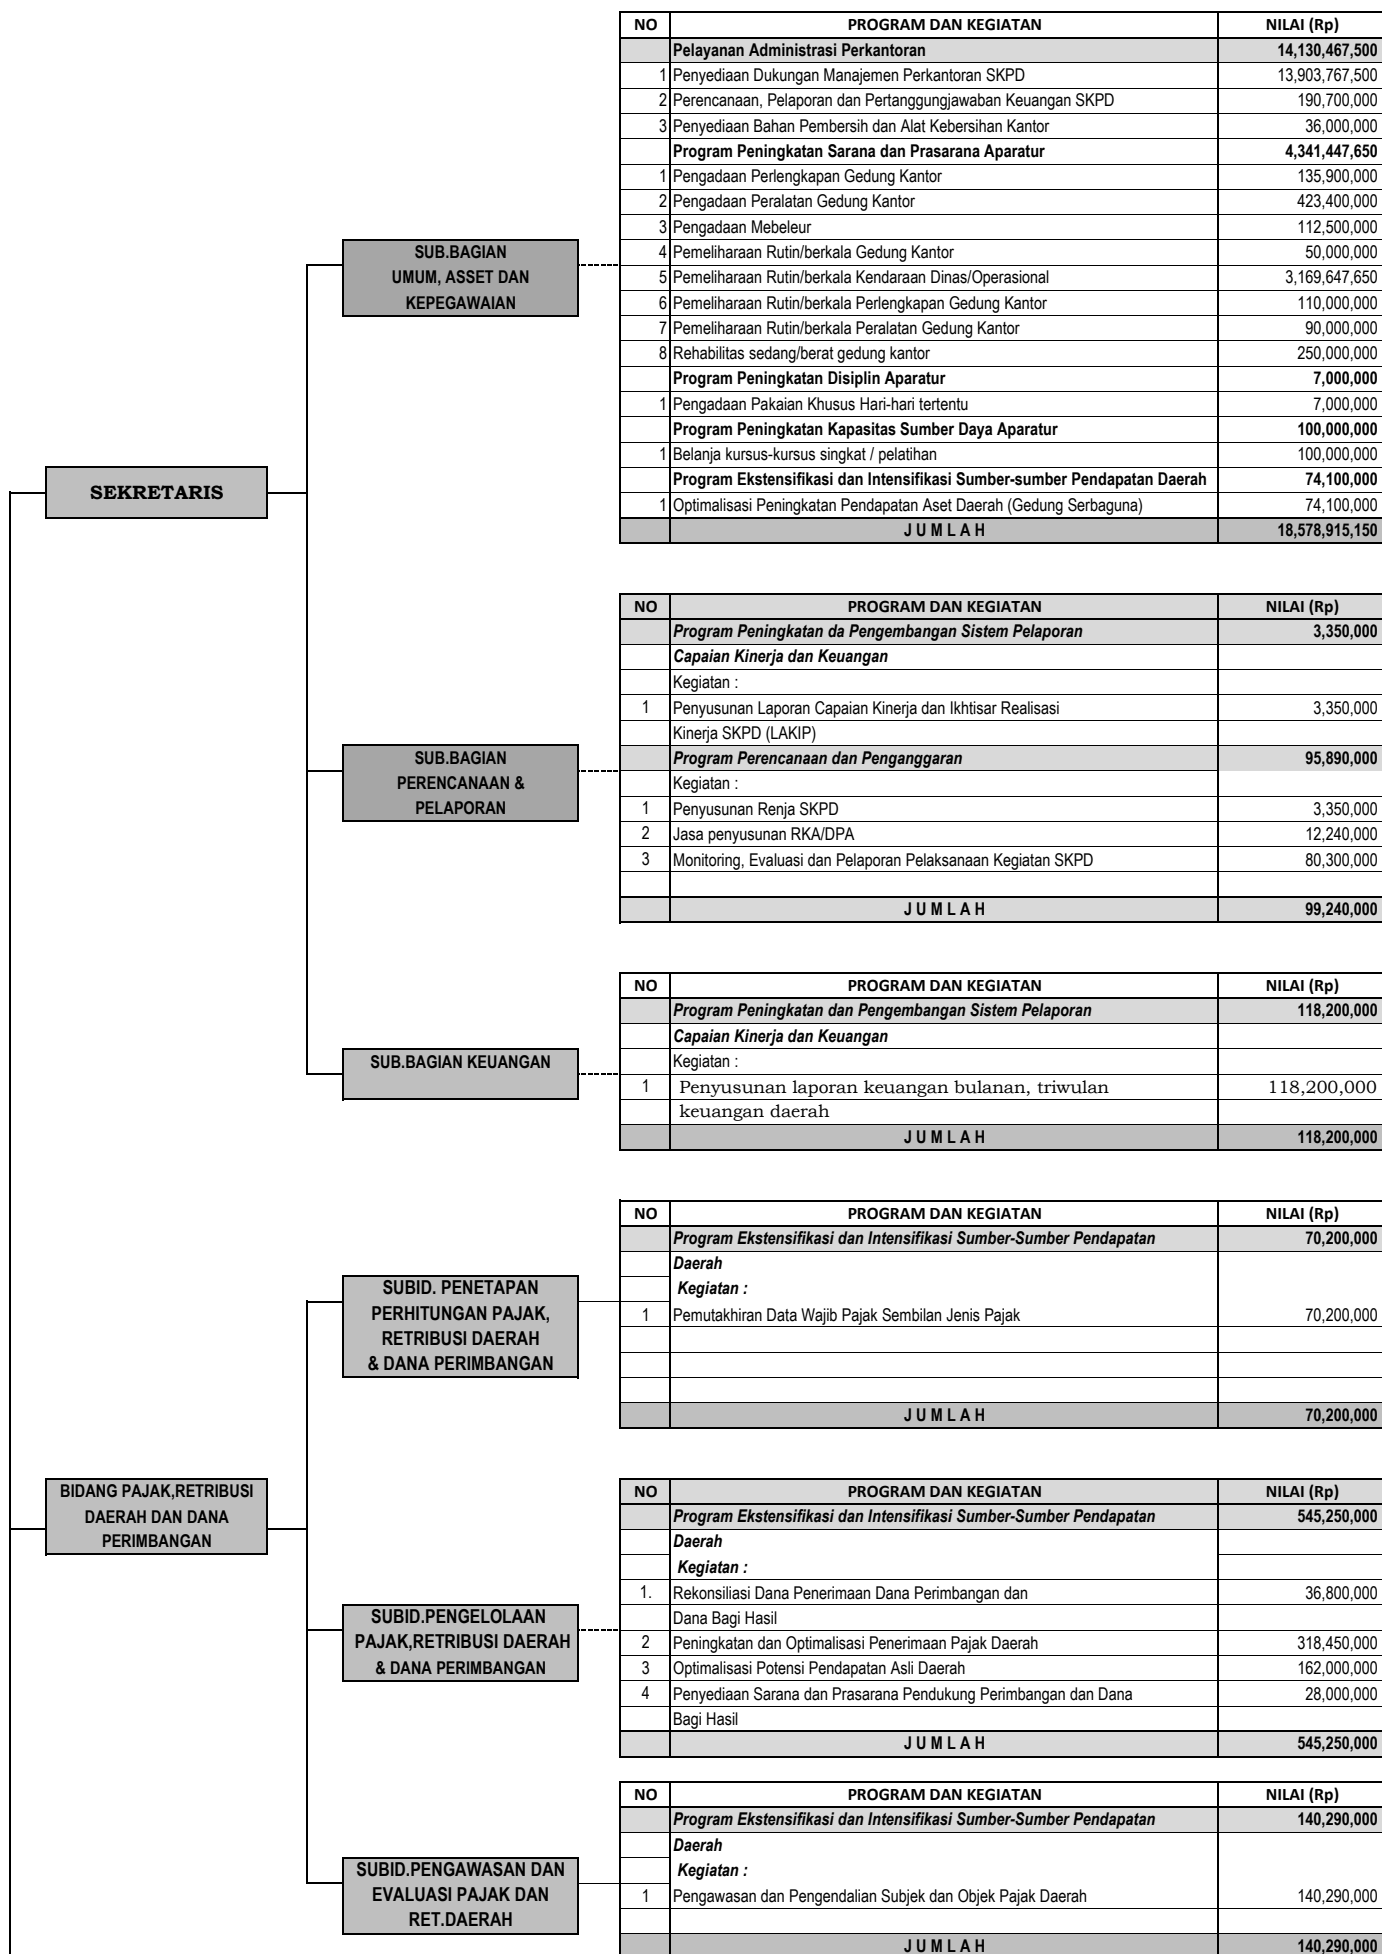 NO PROGRAM DAN KEGIATAN NILAI (Rp)
Pelayanan Administrasi Perkantoran 14,130,467,500
1 Penyediaan Dukungan Manajemen Perkantoran SKPD 13,903,767,500
2 Perencanaan, Pelaporan dan Pertanggungjawaban Keuangan SKPD 190,700,000
3 Penyediaan Bahan Pembersih dan Alat Kebersihan Kantor 36,000,000
Program Peningkatan Sarana dan Prasarana Aparatur 4,341,447,650
1 Pengadaan Perlengkapan Gedung Kantor 135,900,000
2 Pengadaan Peralatan Gedung Kantor 423,400,000
3 Pengadaan Mebeleur 112,500,000
4 Pemeliharaan Rutin/berkala Gedung Kantor 50,000,000
5 Pemeliharaan Rutin/berkala Kendaraan Dinas/Operasional 3,169,647,650
6 Pemeliharaan Rutin/berkala Perlengkapan Gedung Kantor 110,000,000
7 Pemeliharaan Rutin/berkala Peralatan Gedung Kantor 90,000,000
8 Rehabilitas sedang/berat gedung kantor 250,000,000
Program Peningkatan Disiplin Aparatur 7,000,000
1 Pengadaan Pakaian Khusus Hari-hari tertentu 7,000,000
Program Peningkatan Kapasitas Sumber Daya Aparatur 100,000,000
1 Belanja kursus-kursus singkat / pelatihan 100,000,000
Program Ekstensifikasi dan Intensifikasi Sumber-sumber Pendapatan Daerah 74,100,000
1 Optimalisasi Peningkatan Pendapatan Aset Daerah (Gedung Serbaguna) 74,100,000
J U M L A H 18,578,915,150
SUB.BAGIAN
UMUM, ASSET DAN
KEPEGAWAIAN
SEKRETARIS
NO PROGRAM DAN KEGIATAN NILAI (Rp)
Program Peningkatan da Pengembangan Sistem Pelaporan 3,350,000
Capaian Kinerja dan Keuangan
Kegiatan :
1 Penyusunan Laporan Capaian Kinerja dan Ikhtisar Realisasi 3,350,000
Kinerja SKPD (LAKIP)
Program Perencanaan dan Penganggaran 95,890,000
Kegiatan :
1 Penyusunan Renja SKPD 3,350,000
2 Jasa penyusunan RKA/DPA 12,240,000
3 Monitoring, Evaluasi dan Pelaporan Pelaksanaan Kegiatan SKPD 80,300,000
J U M L A H 99,240,000
SUB.BAGIAN
PERENCANAAN &
PELAPORAN
NO PROGRAM DAN KEGIATAN NILAI (Rp)
Program Peningkatan dan Pengembangan Sistem Pelaporan 118,200,000
Capaian Kinerja dan Keuangan
Kegiatan :
1 Penyusunan laporan keuangan bulanan, triwulan 118,200,000
keuangan daerah
J U M L A H 118,200,000
SUB.BAGIAN KEUANGAN
NO PROGRAM DAN KEGIATAN NILAI (Rp)
Program Ekstensifikasi dan Intensifikasi Sumber-Sumber Pendapatan 70,200,000
Daerah
Kegiatan :
1 Pemutakhiran Data Wajib Pajak Sembilan Jenis Pajak 70,200,000
J U M L A H 70,200,000
SUBID. PENETAPAN
PERHITUNGAN PAJAK,
RETRIBUSI DAERAH
& DANA PERIMBANGAN
BIDANG PAJAK,RETRIBUSI
DAERAH DAN DANA
PERIMBANGAN
NO PROGRAM DAN KEGIATAN NILAI (Rp)
Program Ekstensifikasi dan Intensifikasi Sumber-Sumber Pendapatan 545,250,000
Daerah
Kegiatan :
1. Rekonsiliasi Dana Penerimaan Dana Perimbangan dan 36,800,000
Dana Bagi Hasil
2 Peningkatan dan Optimalisasi Penerimaan Pajak Daerah 318,450,000
3 Optimalisasi Potensi Pendapatan Asli Daerah 162,000,000
4 Penyediaan Sarana dan Prasarana Pendukung Perimbangan dan Dana 28,000,000
Bagi Hasil
J U M L A H 545,250,000
SUBID.PENGELOLAAN
PAJAK,RETRIBUSI DAERAH
& DANA PERIMBANGAN
NO PROGRAM DAN KEGIATAN NILAI (Rp)
Program Ekstensifikasi dan Intensifikasi Sumber-Sumber Pendapatan 140,290,000
Daerah
Kegiatan :
1 Pengawasan dan Pengendalian Subjek dan Objek Pajak Daerah 140,290,000
J U M L A H 140,290,000
SUBID.PENGAWASAN DAN
EVALUASI PAJAK DAN
RET.DAERAH